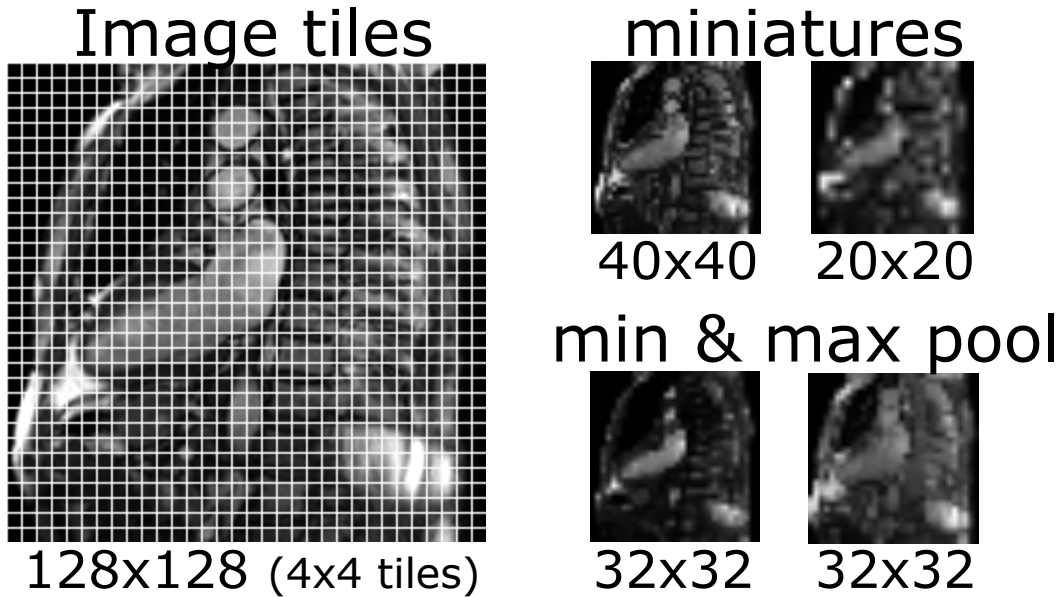 Image tiles
128x128 (4x4 tiles)
miniatures
40x40
20x20
min & max pool
32x32
32x32